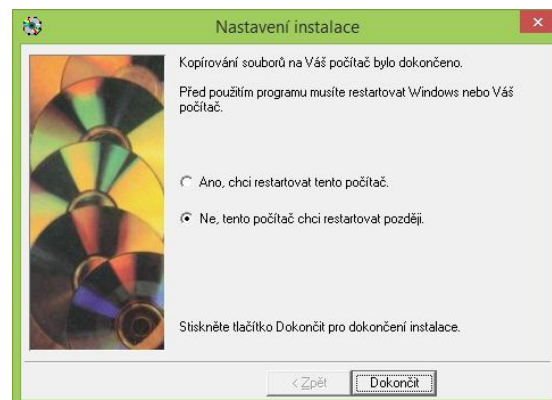 Nastavení instalace
Kopírování souborů na Váš počítač bylo dokončeno.
Před použitím programu musíte restartovat Windows nebo Váš
počítač.
Ano, chci restartovat tento počítač.
Ne, tento počítač chci restartovat později.
Stiskněte tlačítko Dokončit pro dokončení instalace.
< Zpět
Dokončit